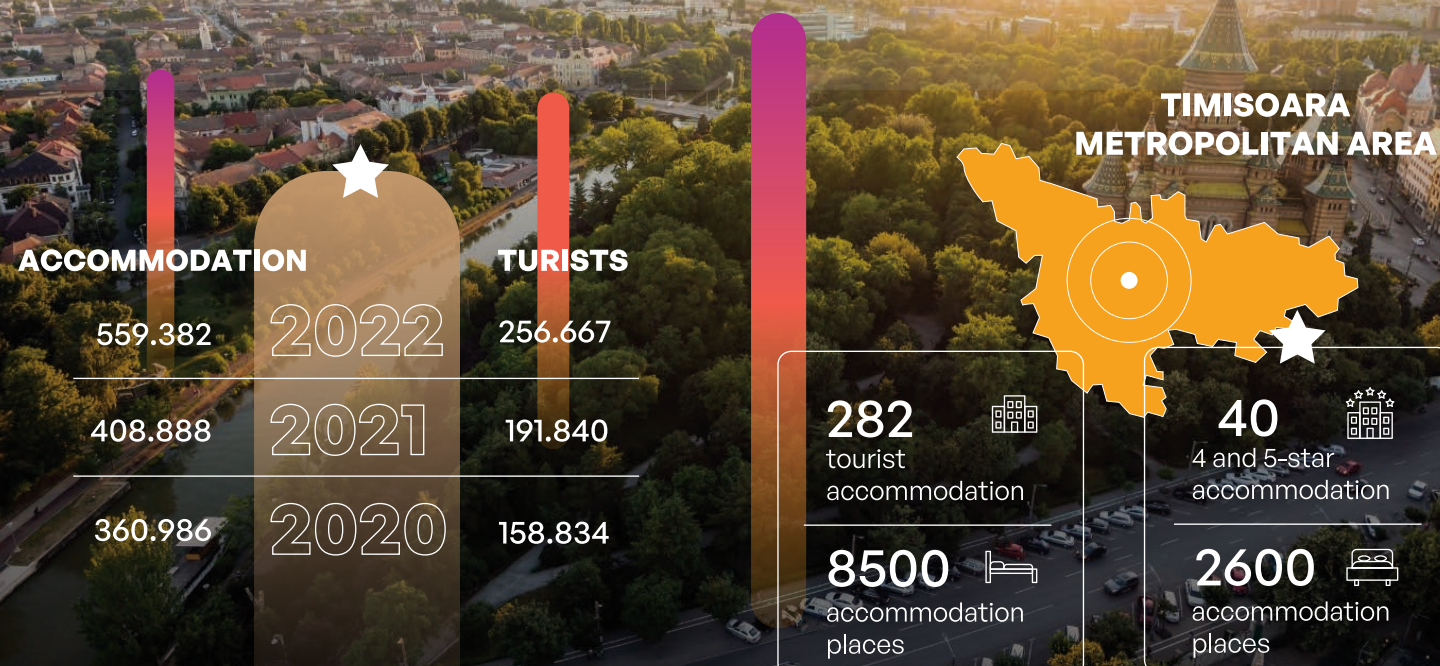 TIMISOARA
METROPOLITAN AREA
ACCOMMODATION TURISTS
559.382 2022 256.667
408.888 2021 191.840
360.986 2020 158.834
282
tourist
accommodation
8500
accommodation
places
40
4 and 5-star
accommodation
2600
accommodation
places